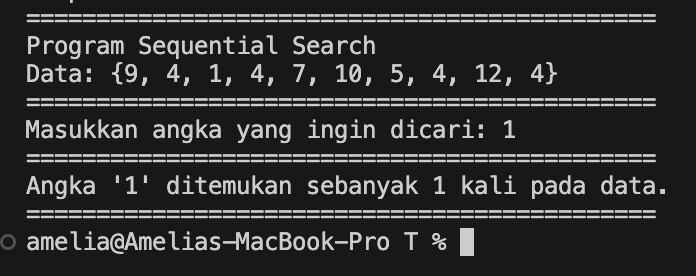 =============================================
Program Sequential Search
Data: {9, 4, 1, 4, 7, 10, 5, 4, 12, 4}
=============================================
Masukkan angka yang ingin dicari: 1
=============================================
Angka '1' ditemukan sebanyak 1 kali pada data.
=============================================
amelia@Amelias-MacBook-Pro T %